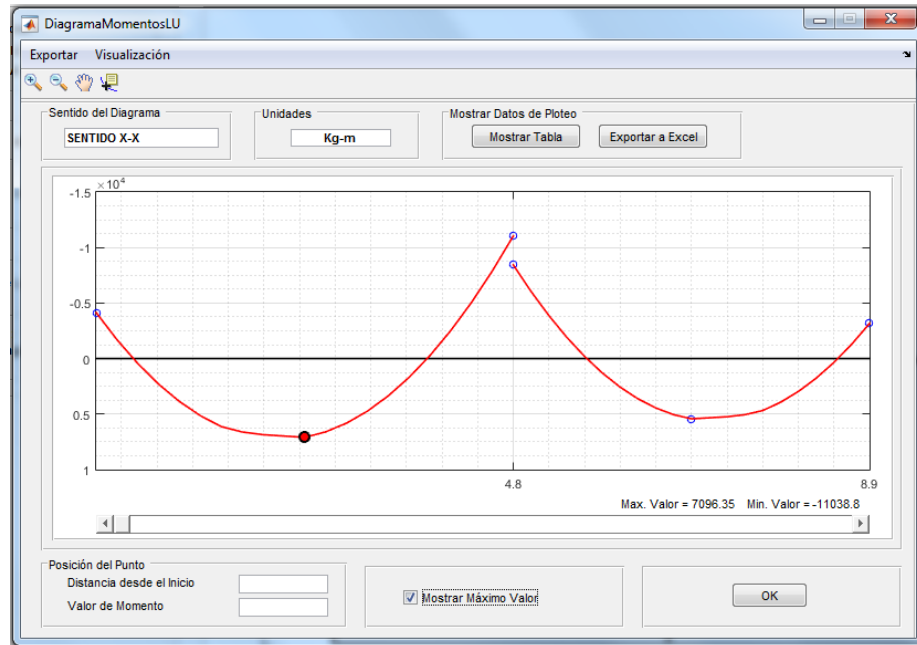 DiagramaMomentosLU
Exportar Visualización
Sentido del Diagrama Unidades Mostrar Datos de Ploteo
SENTIDO X-X Kg-m Mostrar Tabla Exportar a Excel
×10^4
-1.5
-1
-0.5
0
0.5
1
4.8 8.9
Max. Valor = 7096.35 Min. Valor = -11038.8
Posición del Punto
Distancia desde el Inicio
Valor de Momento
Mostrar Máximo Valor
OK